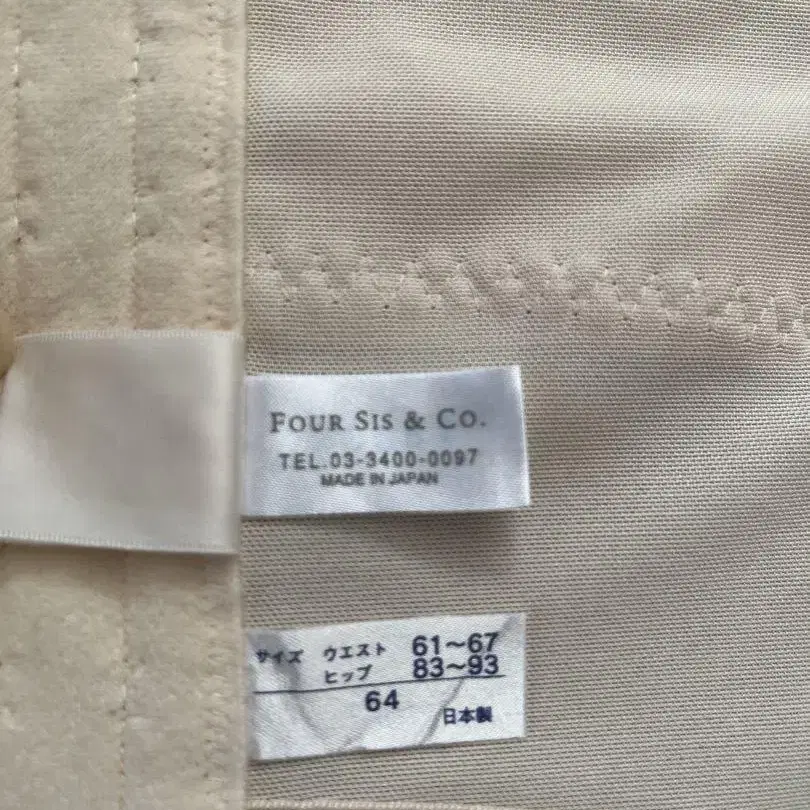 FOUR SIS & CO.
TEL.03-3400-0097
MADE IN JAPAN
サイズ ウエスト 61~67
ヒップ 83~93
64
日本製